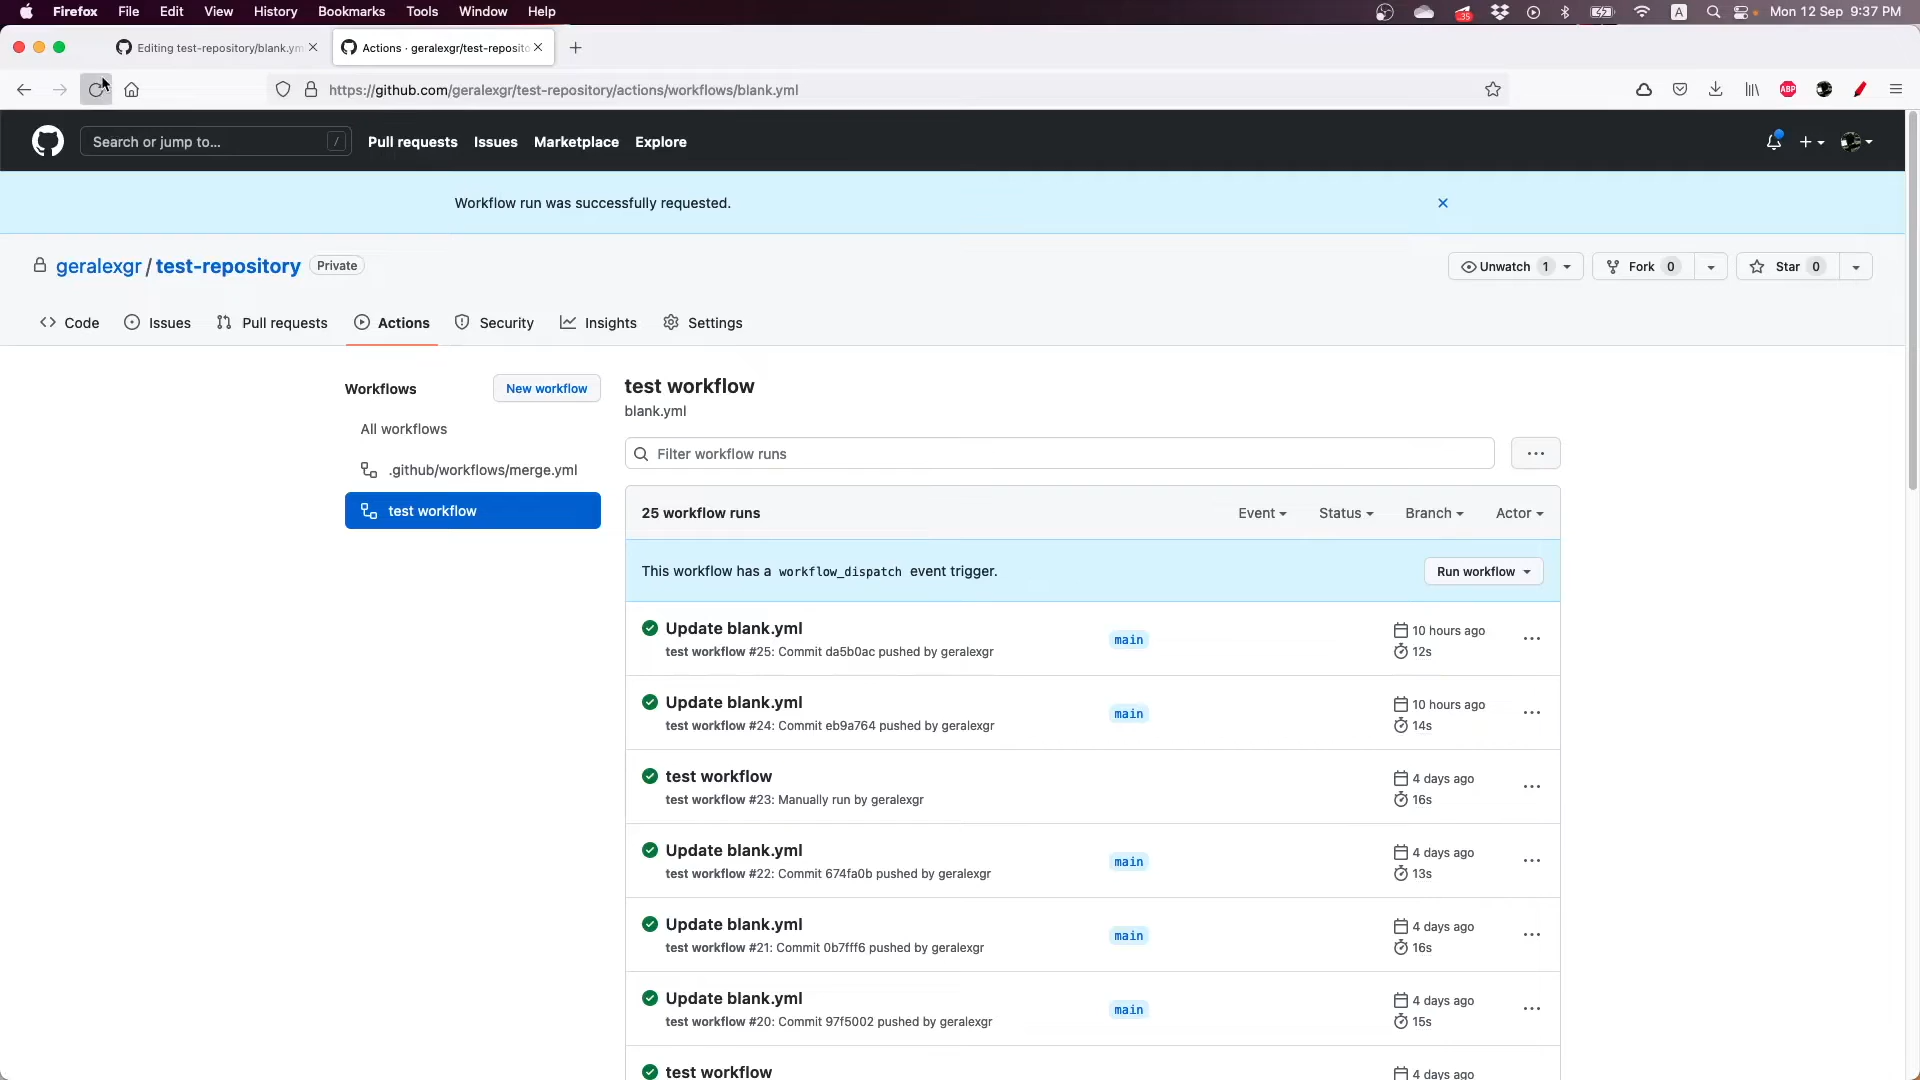 Firefox File Edit View History Bookmarks Tools Window Help
35 A Mon 12 Sep 9:37 PM
Editing test-repository/blank.ym
Actions · geralexgr/test-reposito
https://github.com/geralexgr/test-repository/actions/workflows/blank.yml
ABP
Search or jump to... /
Pull requests Issues Marketplace Explore
Workflow run was successfully requested.
geralexgr / test-repository Private
Unwatch 1 Fork 0 Star 0
Code Issues Pull requests Actions Security Insights Settings
Workflows
New workflow
All workflows
.github/workflows/merge.yml
test workflow
test workflow
blank.yml
Filter workflow runs
25 workflow runs
Event Status Branch Actor
This workflow has a workflow_dispatch event trigger.
Run workflow
Update blank.yml
test workflow #25: Commit da5b0ac pushed by geralexgr
main
10 hours ago
12s
Update blank.yml
test workflow #24: Commit eb9a764 pushed by geralexgr
main
10 hours ago
14s
test workflow
test workflow #23: Manually run by geralexgr
4 days ago
16s
Update blank.yml
test workflow #22: Commit 674fa0b pushed by geralexgr
main
4 days ago
13s
Update blank.yml
test workflow #21: Commit 0b7fff6 pushed by geralexgr
main
4 days ago
16s
Update blank.yml
test workflow #20: Commit 97f5002 pushed by geralexgr
main
4 days ago
15s
test workflow
4 days ago